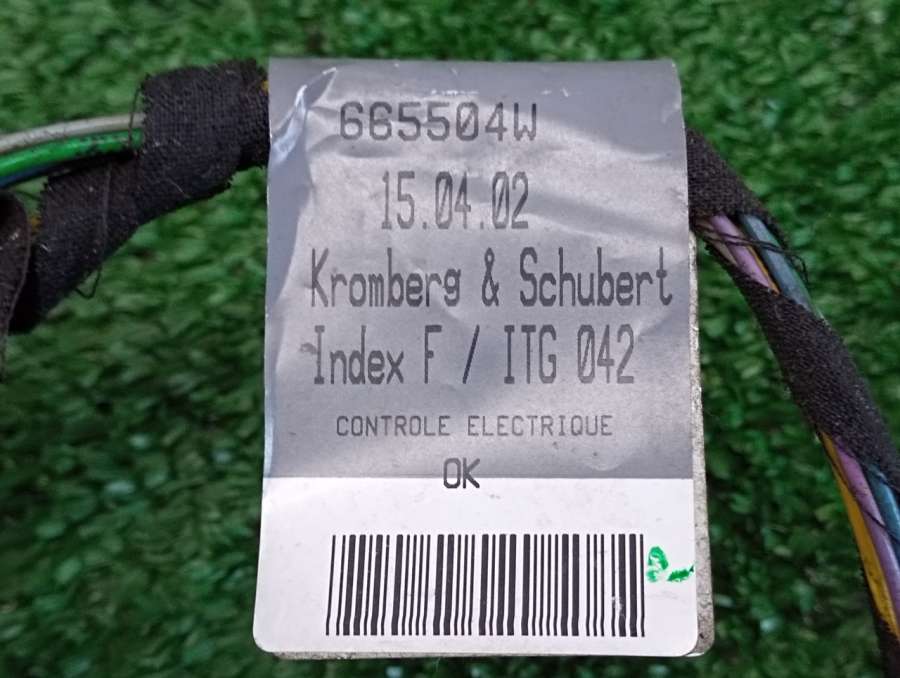 665504W
15.04.02
Kromberg & Schubert
Index F / ITG 042
CONTROLE ELECTRIQUE
OK